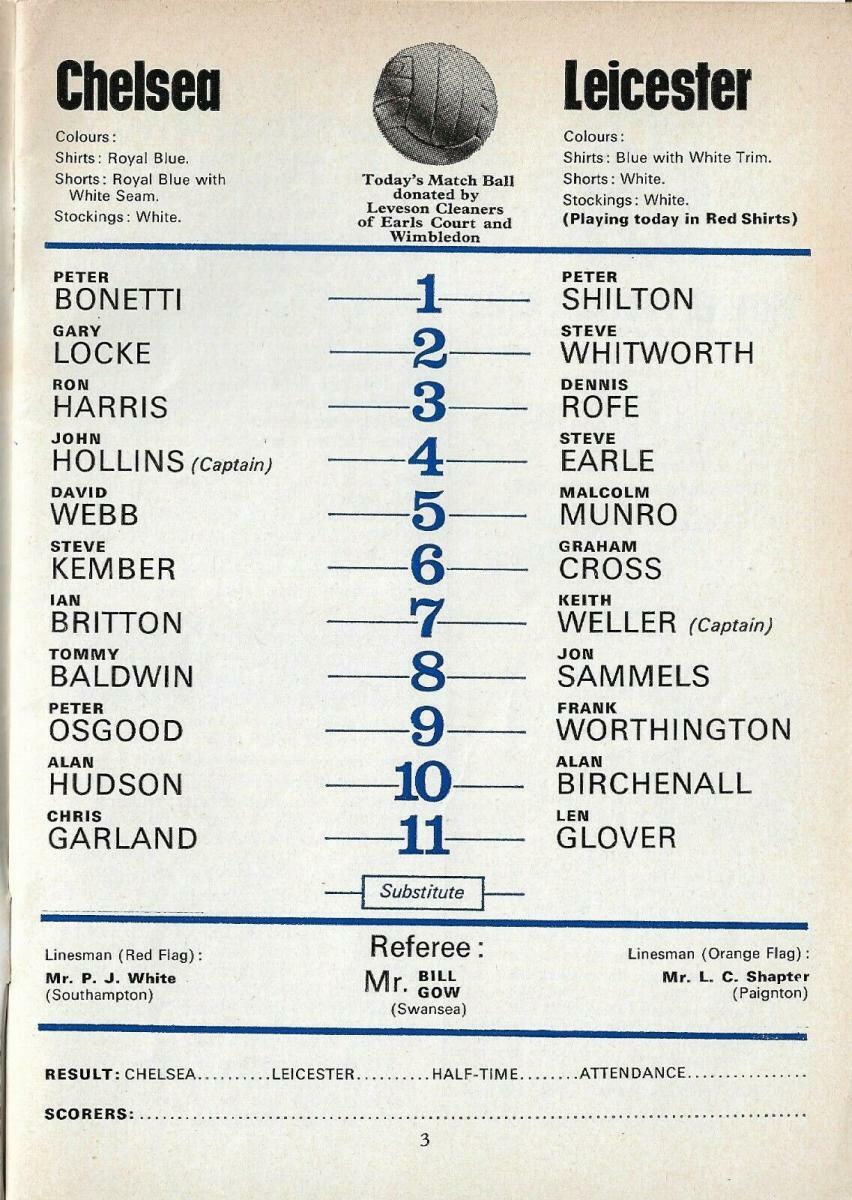 Chelsea
Colours:
Shirts: Royal Blue.
Shorts: Royal Blue with
White Seam.
Stockings: White.
Today's Match Ball
donated by
Leveson Cleaners
of Earls Court and
Wimbledon
Leicester
Colours:
Shirts: Blue with White Trim.
Shorts: White.
Stockings: White.
(Playing today in Red Shirts)
PETER
BONETTI 1 PETER
SHILTON
GARY
LOCKE 2 STEVE
WHITWORTH
RON
HARRIS 3 DENNIS
ROFE
JOHN
HOLLINS (Captain) 4 STEVE
EARLE
DAVID
WEBB 5 MALCOLM
MUNRO
STEVE
KEMBER 6 GRAHAM
CROSS
IAN
BRITTON 7 KEITH
WELLER (Captain)
TOMMY
BALDWIN 8 JON
SAMMELS
PETER
OSGOOD 9 FRANK
WORTHINGTON
ALAN
HUDSON 10 ALAN
BIRCHENALL
CHRIS
GARLAND 11 LEN
GLOVER
Substitute
Linesman (Red Flag):
Mr. P. J. White
(Southampton)
Referee:
Mr. BILL
GOW
(Swansea)
Linesman (Orange Flag):
Mr. L. C. Shapter
(Paignton)
RESULT: CHELSEA..........LEICESTER..........HALF-TIME........ATTENDANCE................
SCORERS:................................................................................
3